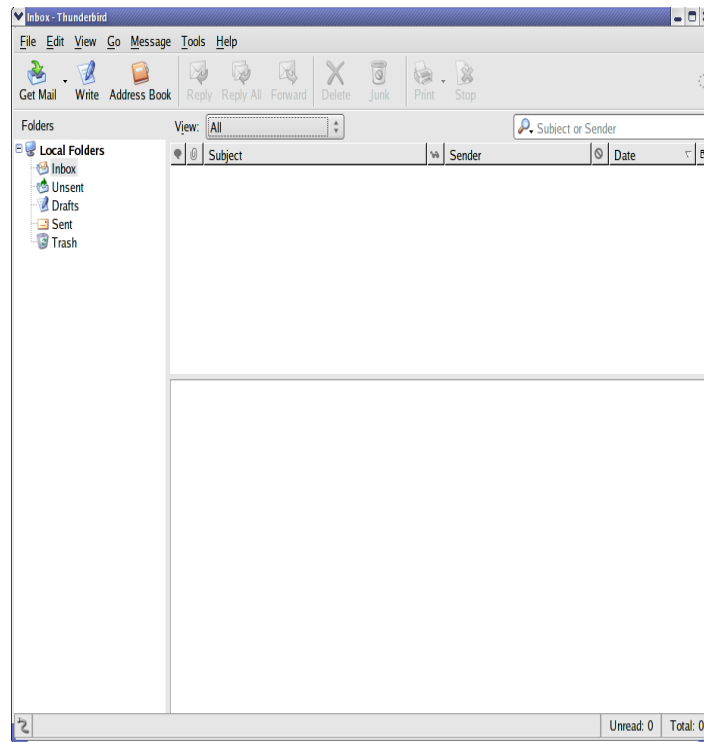 Inbox - Thunderbird
File Edit View Go Message Tools Help
Get Mail Write Address Book Reply Reply All Forward Delete Junk Print Stop
Folders View: All Subject or Sender
Subject Sender Date
Local Folders
Inbox
Unsent
Drafts
Sent
Trash
Unread: 0 Total: 0